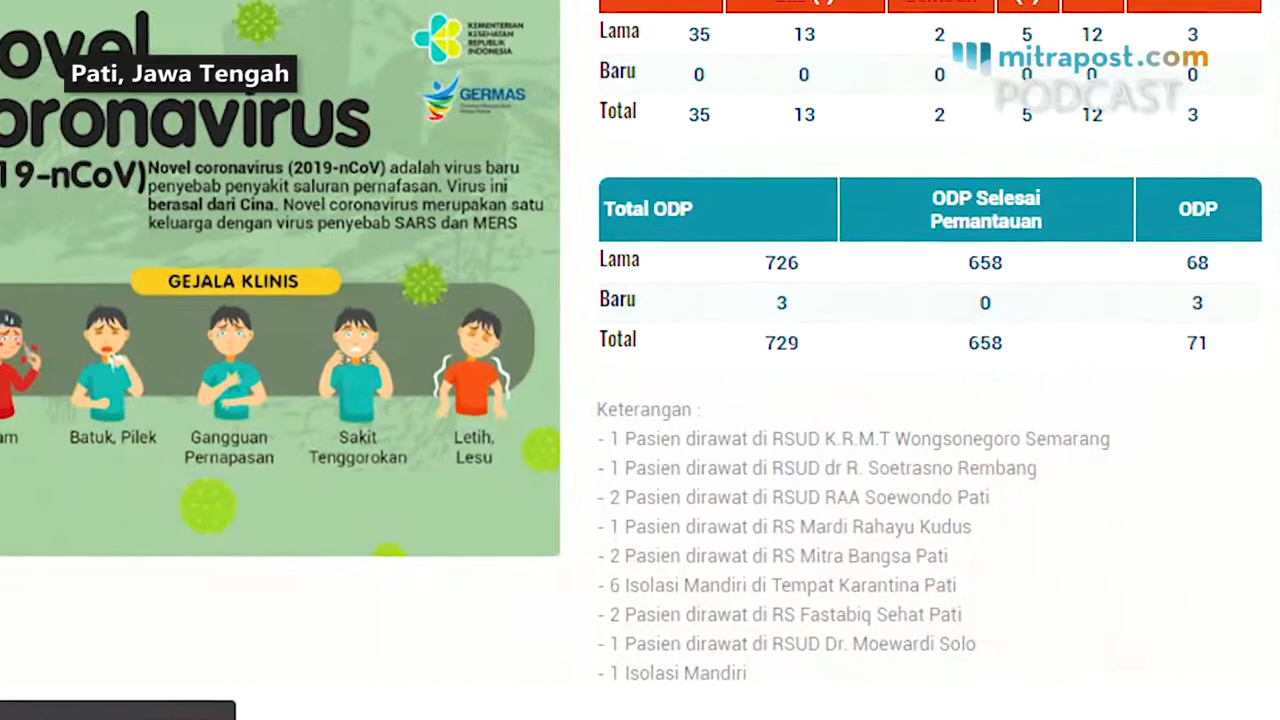 ovel
Pati, Jawa Tengah
oronavirus
19-nCoV)
KEMENTERIAN
KESEHATAN
REPUBLIK
INDONESIA
GERMAS
Novel coronavirus (2019-nCoV) adalah virus baru
penyebab penyakit saluran pernafasan. Virus ini
berasal dari Cina. Novel coronavirus merupakan satu
keluarga dengan virus penyebab SARS dan MERS
GEJALA KLINIS
am
Batuk, Pilek
Gangguan
Pernapasan
Sakit
Tenggorokan
Letih,
Lesu
Lama 35 13 2 5 12 3
mitrapost.com
Baru 0 0 0 0 0 0
PODCAST
Total 35 13 2 5 12 3
Total ODP ODP Selesai Pemantauan ODP
Lama 726 658 68
Baru 3 0 3
Total 729 658 71
Keterangan :
- 1 Pasien dirawat di RSUD K.R.M.T Wongsonegoro Semarang
- 1 Pasien dirawat di RSUD dr R. Soetrasno Rembang
- 2 Pasien dirawat di RSUD RAA Soewondo Pati
- 1 Pasien dirawat di RS Mardi Rahayu Kudus
- 2 Pasien dirawat di RS Mitra Bangsa Pati
- 6 Isolasi Mandiri di Tempat Karantina Pati
- 2 Pasien dirawat di RS Fastabiq Sehat Pati
- 1 Pasien dirawat di RSUD Dr. Moewardi Solo
- 1 Isolasi Mandiri